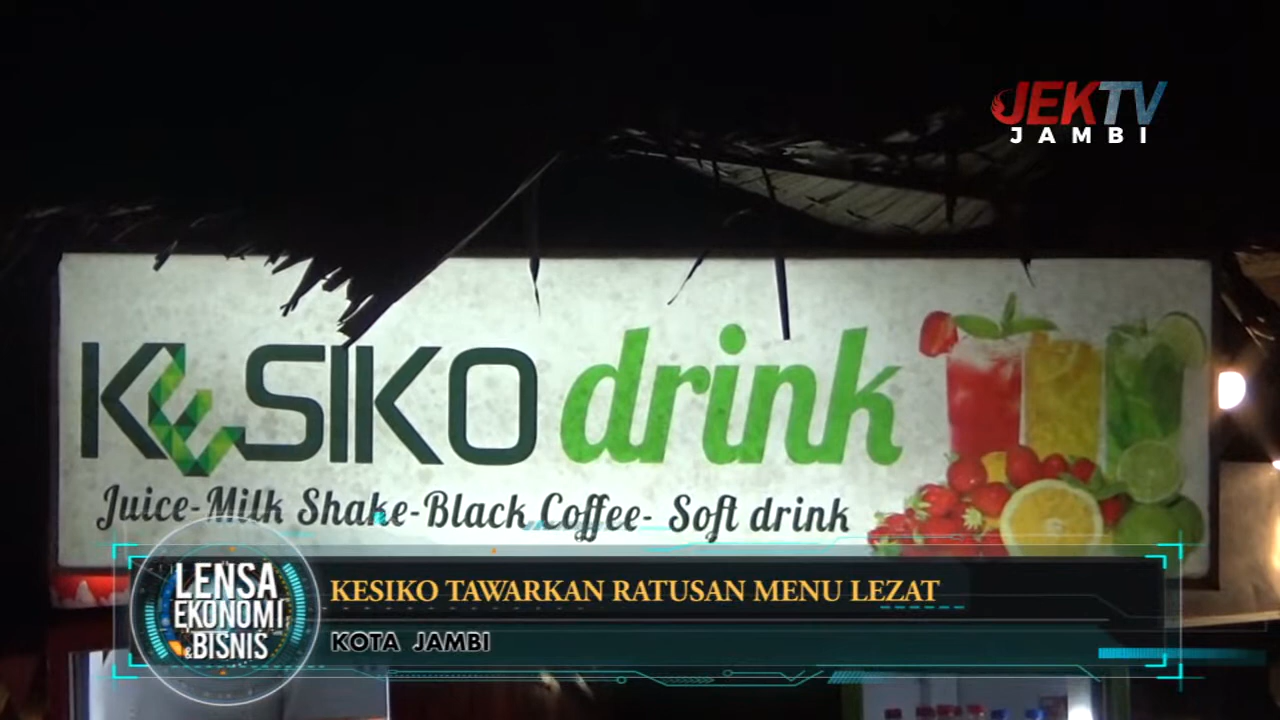 JEKTV
JAMBI
KESIKO drink
Juice-Milk Shake-Black Coffee- Soft drink
LENSA
EKONOMI
& BISNIS
KESIKO TAWARKAN RATUSAN MENU LEZAT
KOTA JAMBI